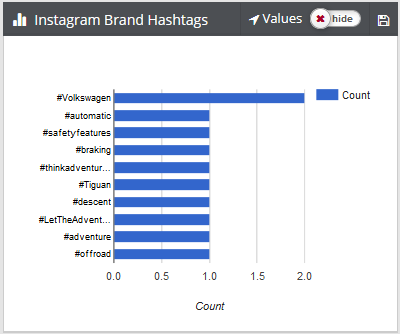 Instagram Brand Hashtags
Values
hide
#Volkswagen
Count
#automatic
#safetyfeatures
#braking
#thinkadventur...
#Tiguan
#descent
#LetTheAdvent...
#adventure
#offroad
0.0 0.5 1.0 1.5 2.0
Count